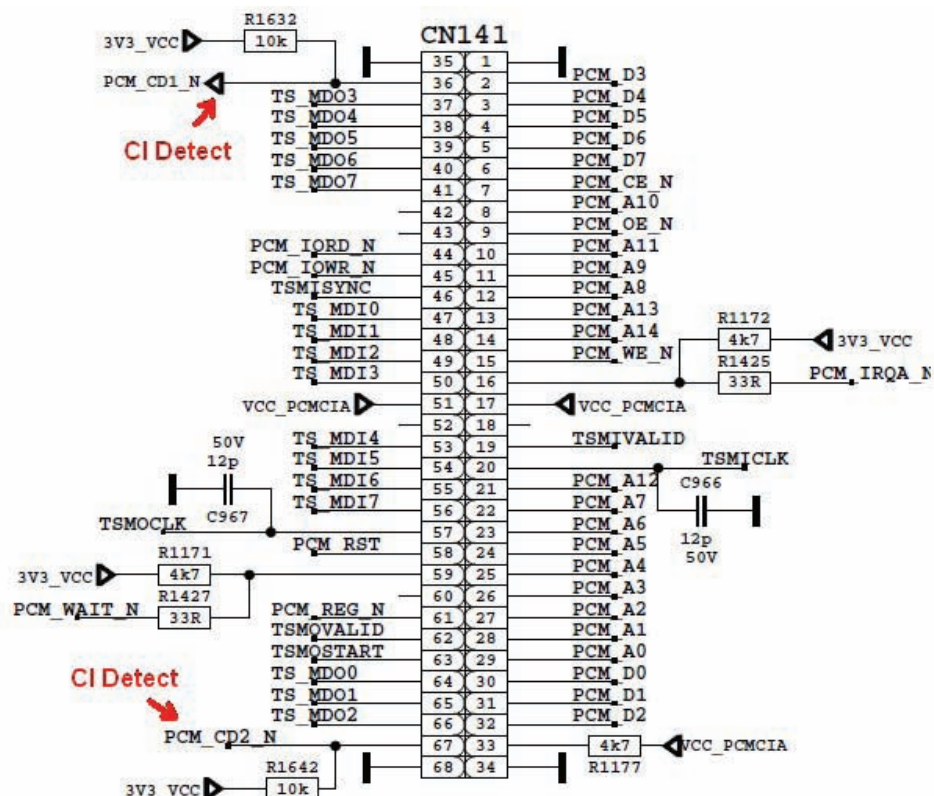 R1632
CN141
3V3_VCC
10k
35 1
PCM_CD1_N
36 2
PCM_D3
TS_MDO3
37 3
PCM_D4
CI Detect
TS_MDO4
38 4
PCM_D5
TS_MDO5
39 5
PCM_D6
TS_MDO6
40 6
PCM_D7
TS_MDO7
41 7
PCM_CE_N
42 8
PCM_A10
43 9
PCM_OE_N
PCM_IORD_N
44 10
PCM_A11
PCM_IOWR_N
45 11
PCM_A9
TSMISYNC
46 12
PCM_A8
TS_MDI0
47 13
PCM_A13
R1172
TS_MDI1
48 14
PCM_A14
4k7
3V3_VCC
TS_MDI2
49 15
PCM_WE_N
R1425
TS_MDI3
50 16
33R
PCM_IRQA_N
VCC_PCMCIA
51 17
VCC_PCMCIA
52 18
50V
TS_MDI4
53 19
TSMIVALID
12p
TS_MDI5
54 20
TSMICLK
TS_MDI6
55 21
PCM_A12
C966
C967
TS_MDI7
56 22
PCM_A7
TSMOCLK
57 23
PCM_A6
12p
R1171
PCM_RST
58 24
PCM_A5
50V
3V3_VCC
4k7
59 25
PCM_A4
R1427
60 26
PCM_A3
PCM_WAIT_N
33R
PCM_REG_N
61 27
PCM_A2
TSMOVALID
62 28
PCM_A1
TSMOSTART
63 29
PCM_A0
CI Detect
TS_MDO0
64 30
PCM_D0
TS_MDO1
65 31
PCM_D1
TS_MDO2
66 32
PCM_D2
PCM_CD2_N
67 33
4k7
VCC_PCMCIA
R1642
68 34
R1177
3V3_VCC
10k